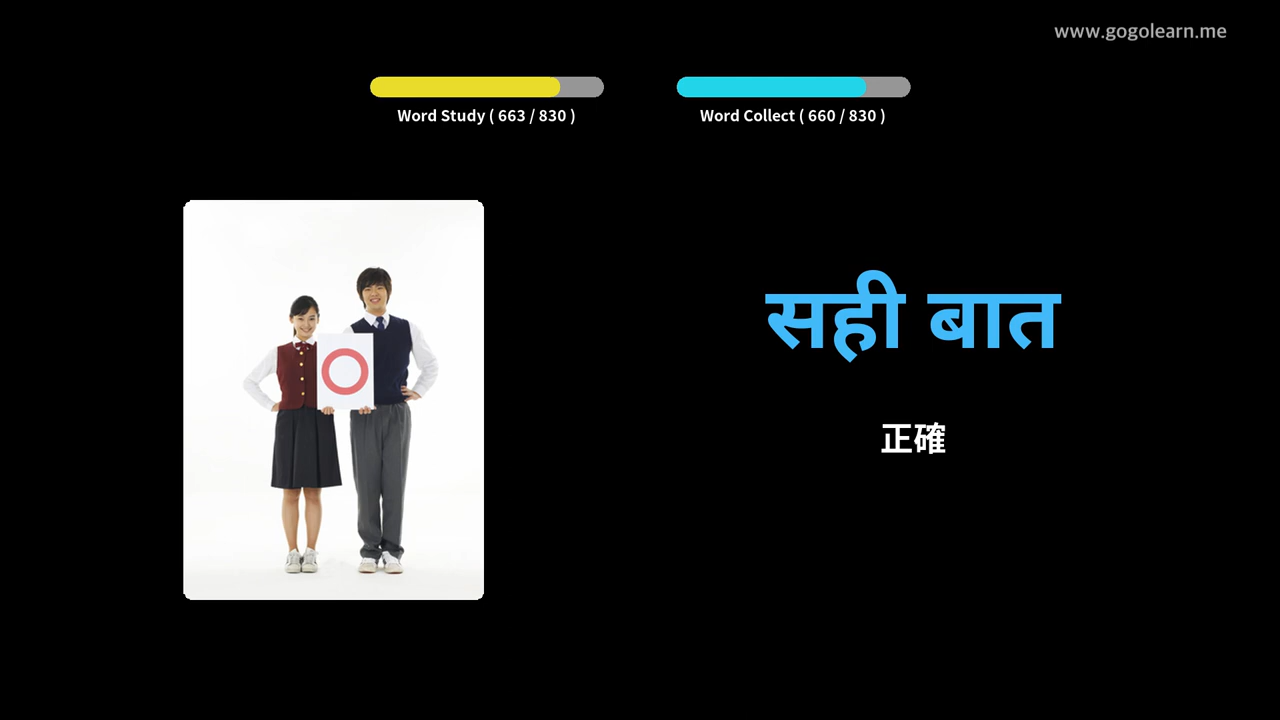 www.gogolearn.me
Word Study ( 663 / 830 )
Word Collect ( 660 / 830 )
सही बात
正確